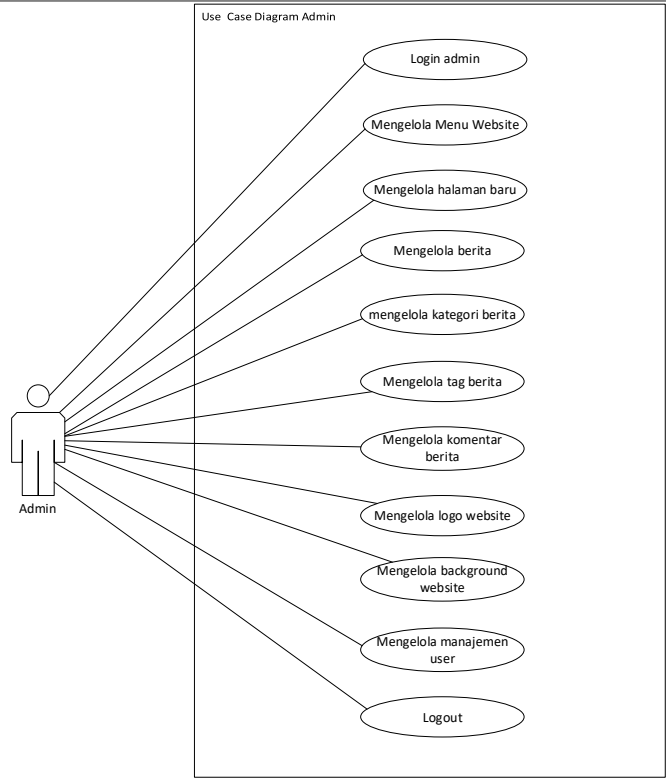 Use Case Diagram Admin
Login admin
Mengelola Menu Website
Mengelola halaman baru
Mengelola berita
mengelola kategori berita
Mengelola tag berita
Mengelola komentar
berita
Mengelola logo website
Mengelola background
website
Mengelola manajemen
user
Logout
Admin